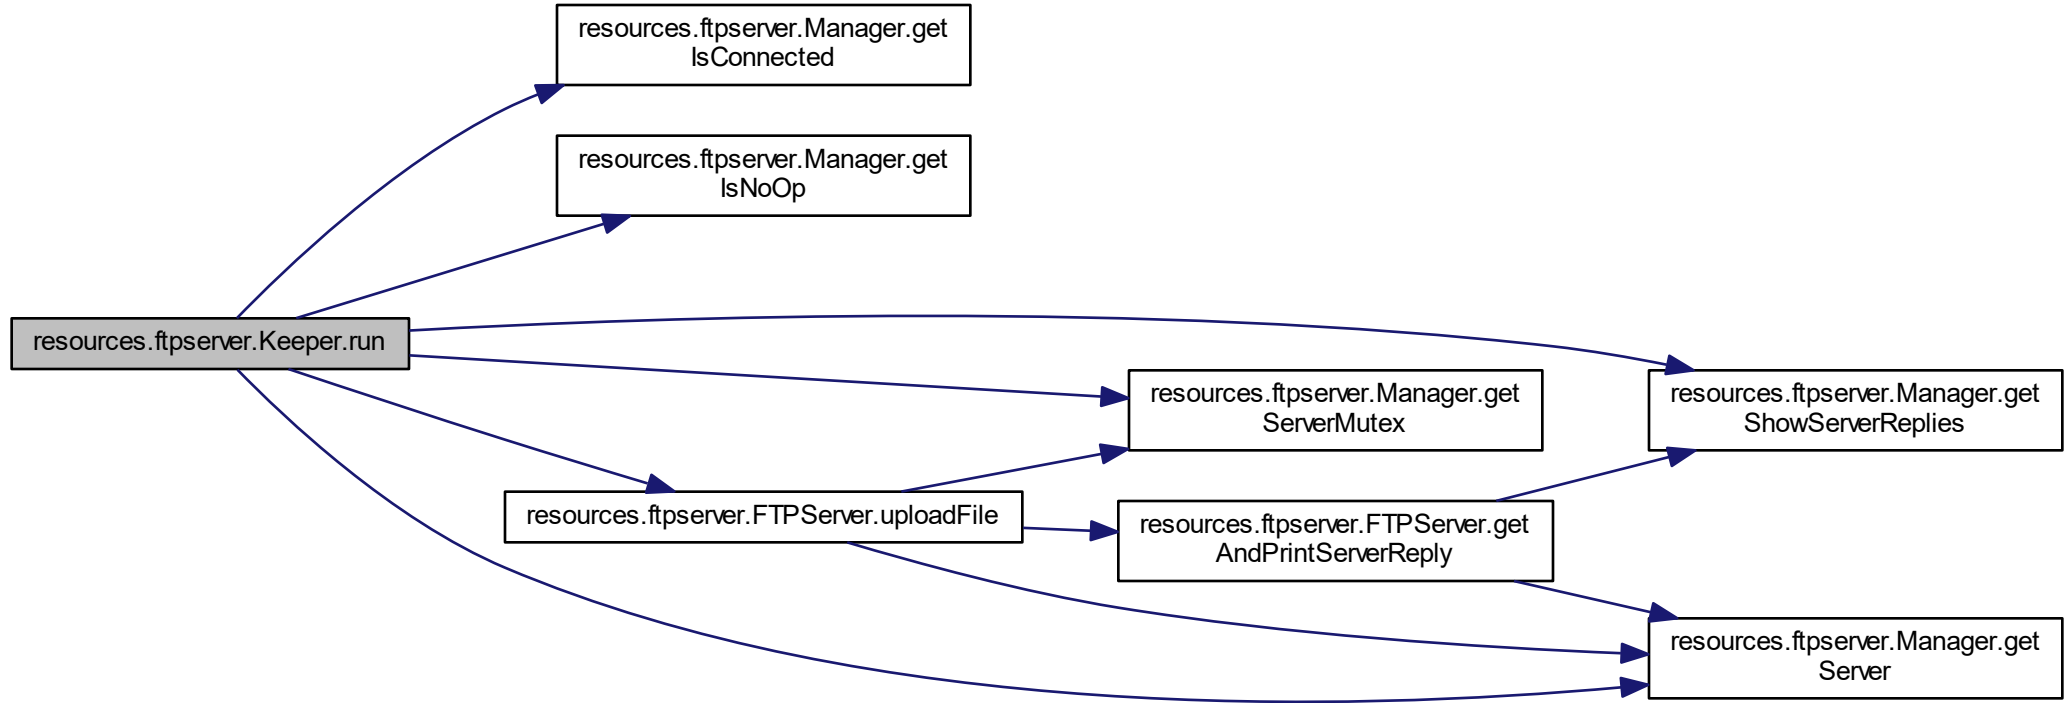 resources.ftpserver.Manager.get
IsConnected
resources.ftpserver.Manager.get
IsNoOp
resources.ftpserver.Keeper.run
resources.ftpserver.Manager.get
ServerMutex
resources.ftpserver.Manager.get
ShowServerReplies
resources.ftpserver.FTPServer.uploadFile
resources.ftpserver.FTPServer.get
AndPrintServerReply
resources.ftpserver.Manager.get
Server